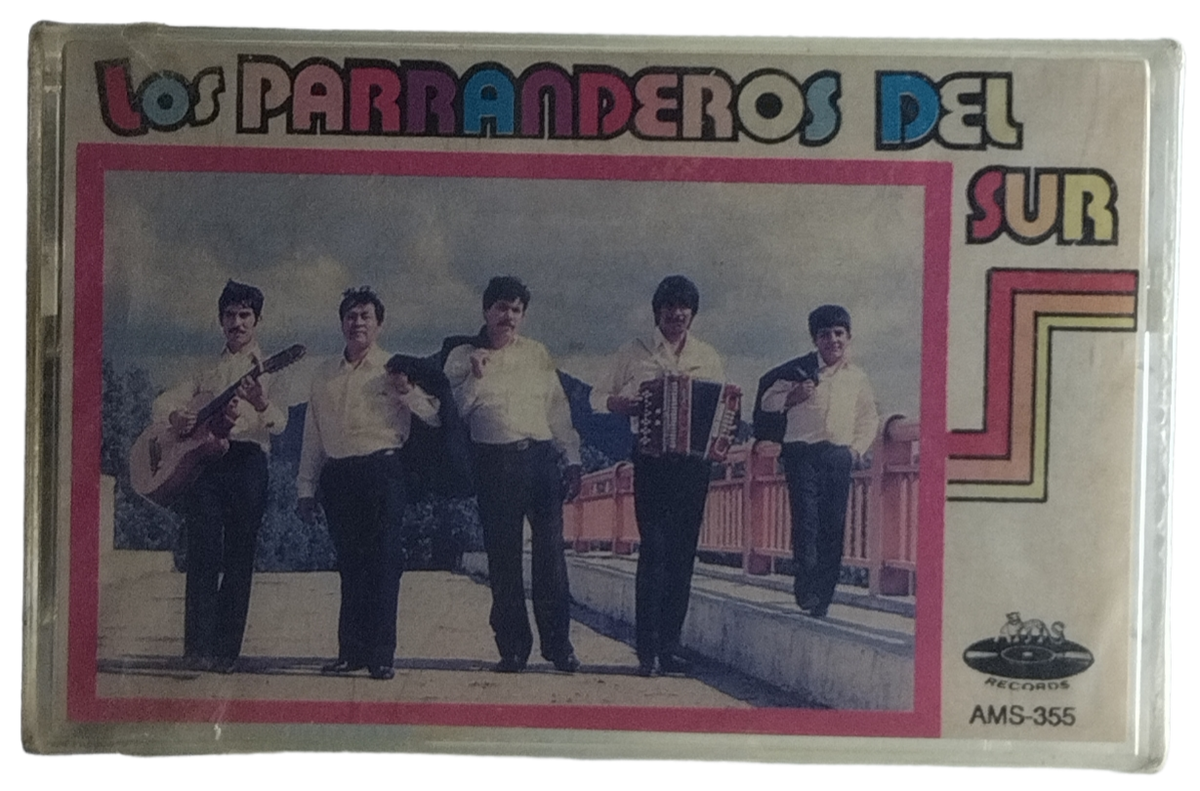 LOS PARRANDEROS DEL
SUR
RECORDS
AMS-355